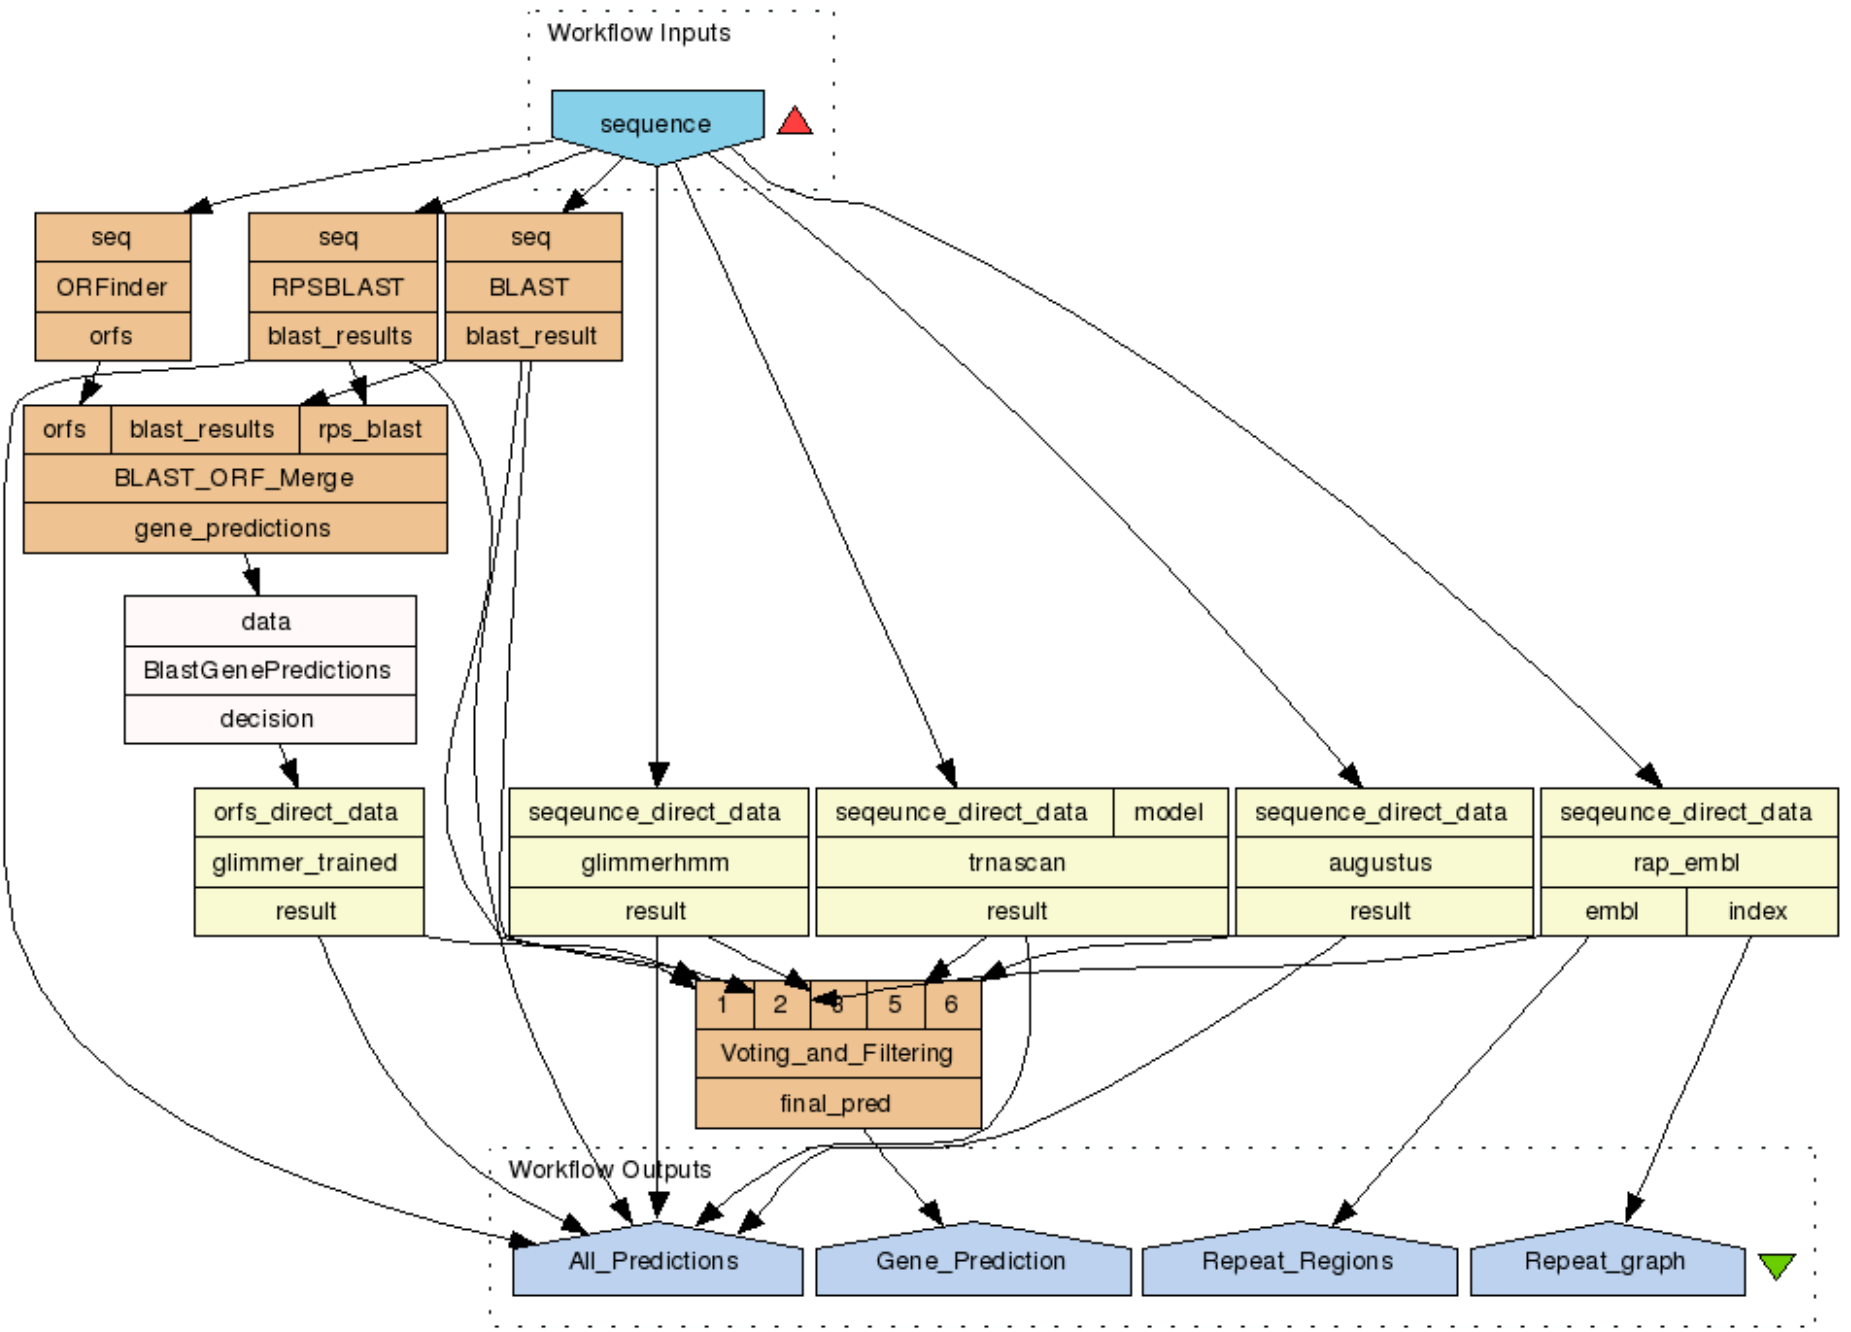 Workflow Inputs
sequence
seq
seq
seq
ORFinder
RPSBLAST
BLAST
orfs
blast_results
blast_result
orfs
blast_results
rps_blast
BLAST_ORF_Merge
gene_predictions
data
BlastGenePredictions
decision
orfs_direct_data
seqeunce_direct_data
seqeunce_direct_data
model
sequence_direct_data
seqeunce_direct_data
glimmer_trained
glimmerhmm
trnascan
augustus
rap_embl
result
result
result
result
embl
index
1
2
3
5
6
Voting_and_Filtering
final_pred
Workflow Outputs
All_Predictions
Gene_Prediction
Repeat_Regions
Repeat_graph